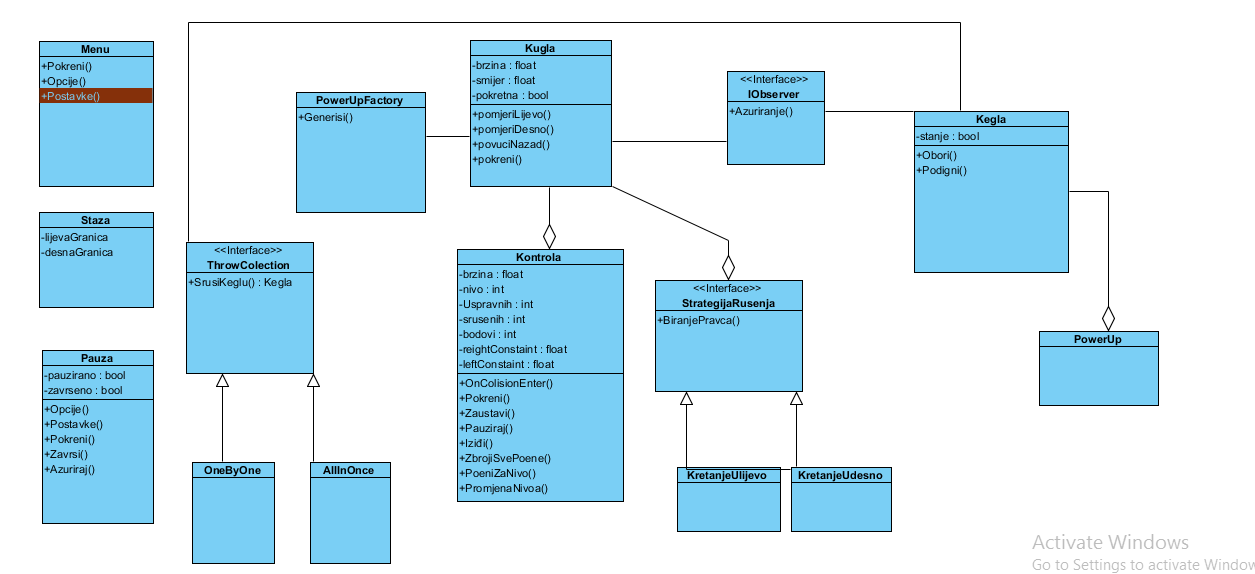 Menu
+Pokreni()
+Opcije()
+Postavke()
Staza
-lijevaGranica
-desnaGranica
Pauza
-pauzirano : bool
-zavrseno : bool
+Opcije()
+Postavke()
+Pokreni()
+Zavrsi()
+Azuriraj()
PowerUpFactory
+Generisi()
<<Interface>>
ThrowColection
+SrusiKeglu() : Kegla
OneByOne
AllInOnce
Kugla
-brzina : float
-smijer : float
-pokretna : bool
+pomjeriLijevo()
+pomjeriDesno()
+povuciNazad()
+pokreni()
Kontrola
-brzina : float
-nivo : int
-Uspravnih : int
-srusenih : int
-bodovi : int
-reightConstaint : float
-leftConstaint : float
+OnColisionEnter()
+Pokreni()
+Zaustavi()
+Pauziraj()
+Iziđi()
+ZbrojiSvePoene()
+PoeniZaNivo()
+PromjenaNivoa()
<<Interface>>
IObserver
+Azuriranje()
<<Interface>>
StrategijaRusenja
+BiranjePravca()
KretanjeUlijevo
KretanjeUdesno
Kegla
-stanje : bool
+Obori()
+Podigni()
PowerUp
Activate Windows
Go to Settings to activate Window